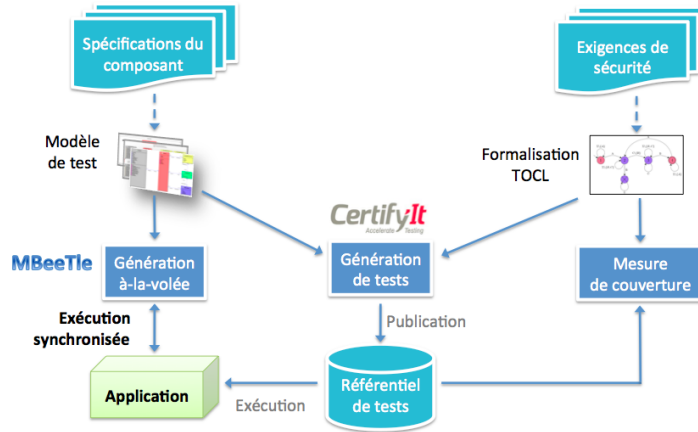 Spécifications du
composant
Exigences de
sécurité
Modèle
de test
Formalisation
TOCL
CertifyIt
Accelerate Testing
MBeeTle
Génération
à-la-volée
Génération
de tests
Mesure
de couverture
Exécution
synchronisée
Publication
Application
Exécution
Référentiel
de tests